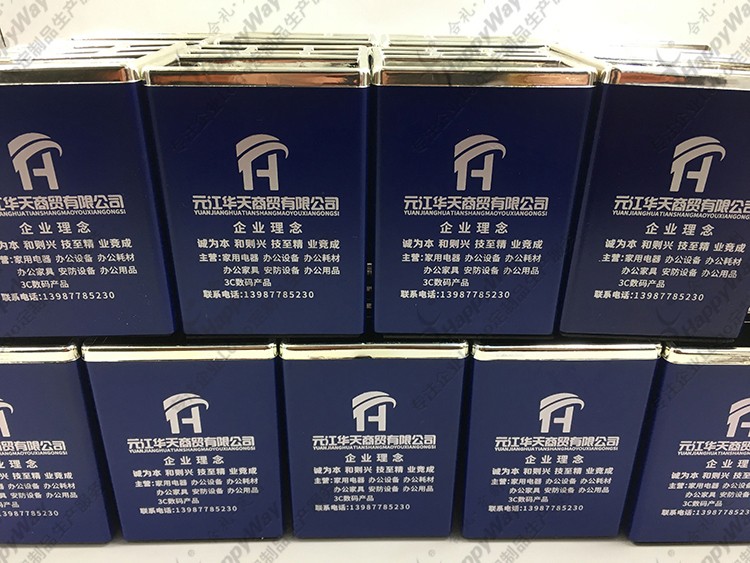 元江华天商贸有限公司
YUANJIANGHUATIANSHANGMAOYOUXIANGONGSI
企业理念
诚为本 和则兴 技至精 业竞成
主营:家用电器 办公设备 办公耗材
办公家具 安防设备 办公用品
3C数码产品
联系电话:13987785230
HappyWay